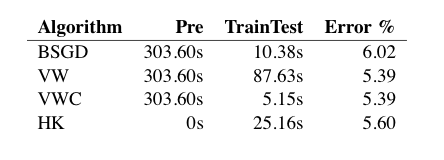 Algorithm Pre TrainTest Error %
BSGD 303.60s 10.38s 6.02
VW 303.60s 87.63s 5.39
VWC 303.60s 5.15s 5.39
HK 0s 25.16s 5.60